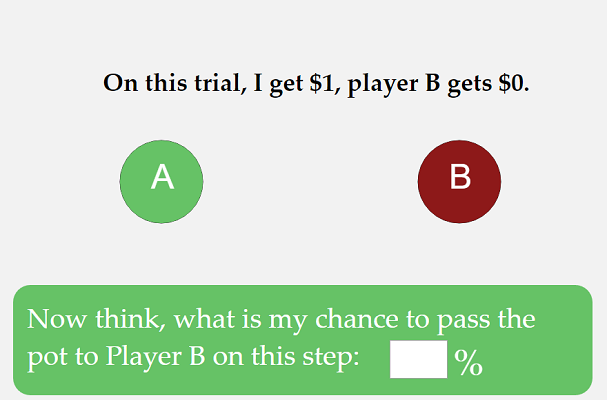 On this trial, I get $1, player B gets $0.
A
B
Now think, what is my chance to pass the
pot to Player B on this step: %